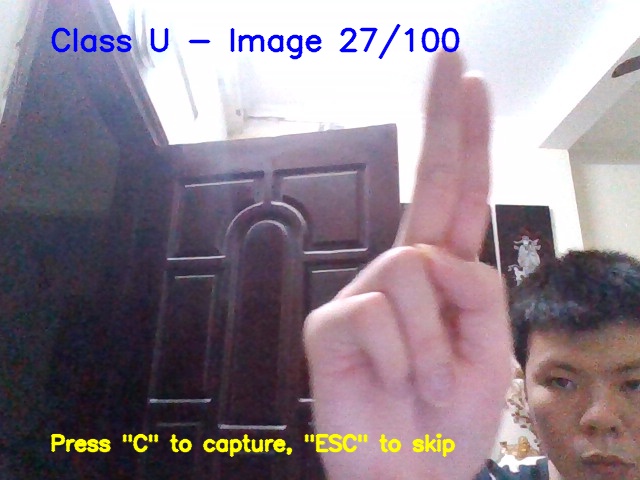 Class U - Image 27/100
Press "C" to capture, "ESC" to skip